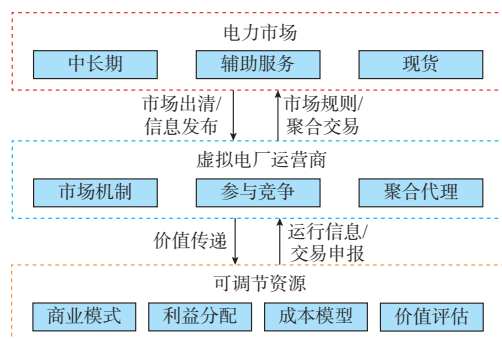 电力市场
中长期 辅助服务 现货
市场出清/ 市场规则/
信息发布 聚合交易
虚拟电厂运营商
市场机制 参与竞争 聚合代理
价值传递 运行信息/
交易申报
可调节资源
商业模式 利益分配 成本模型 价值评估